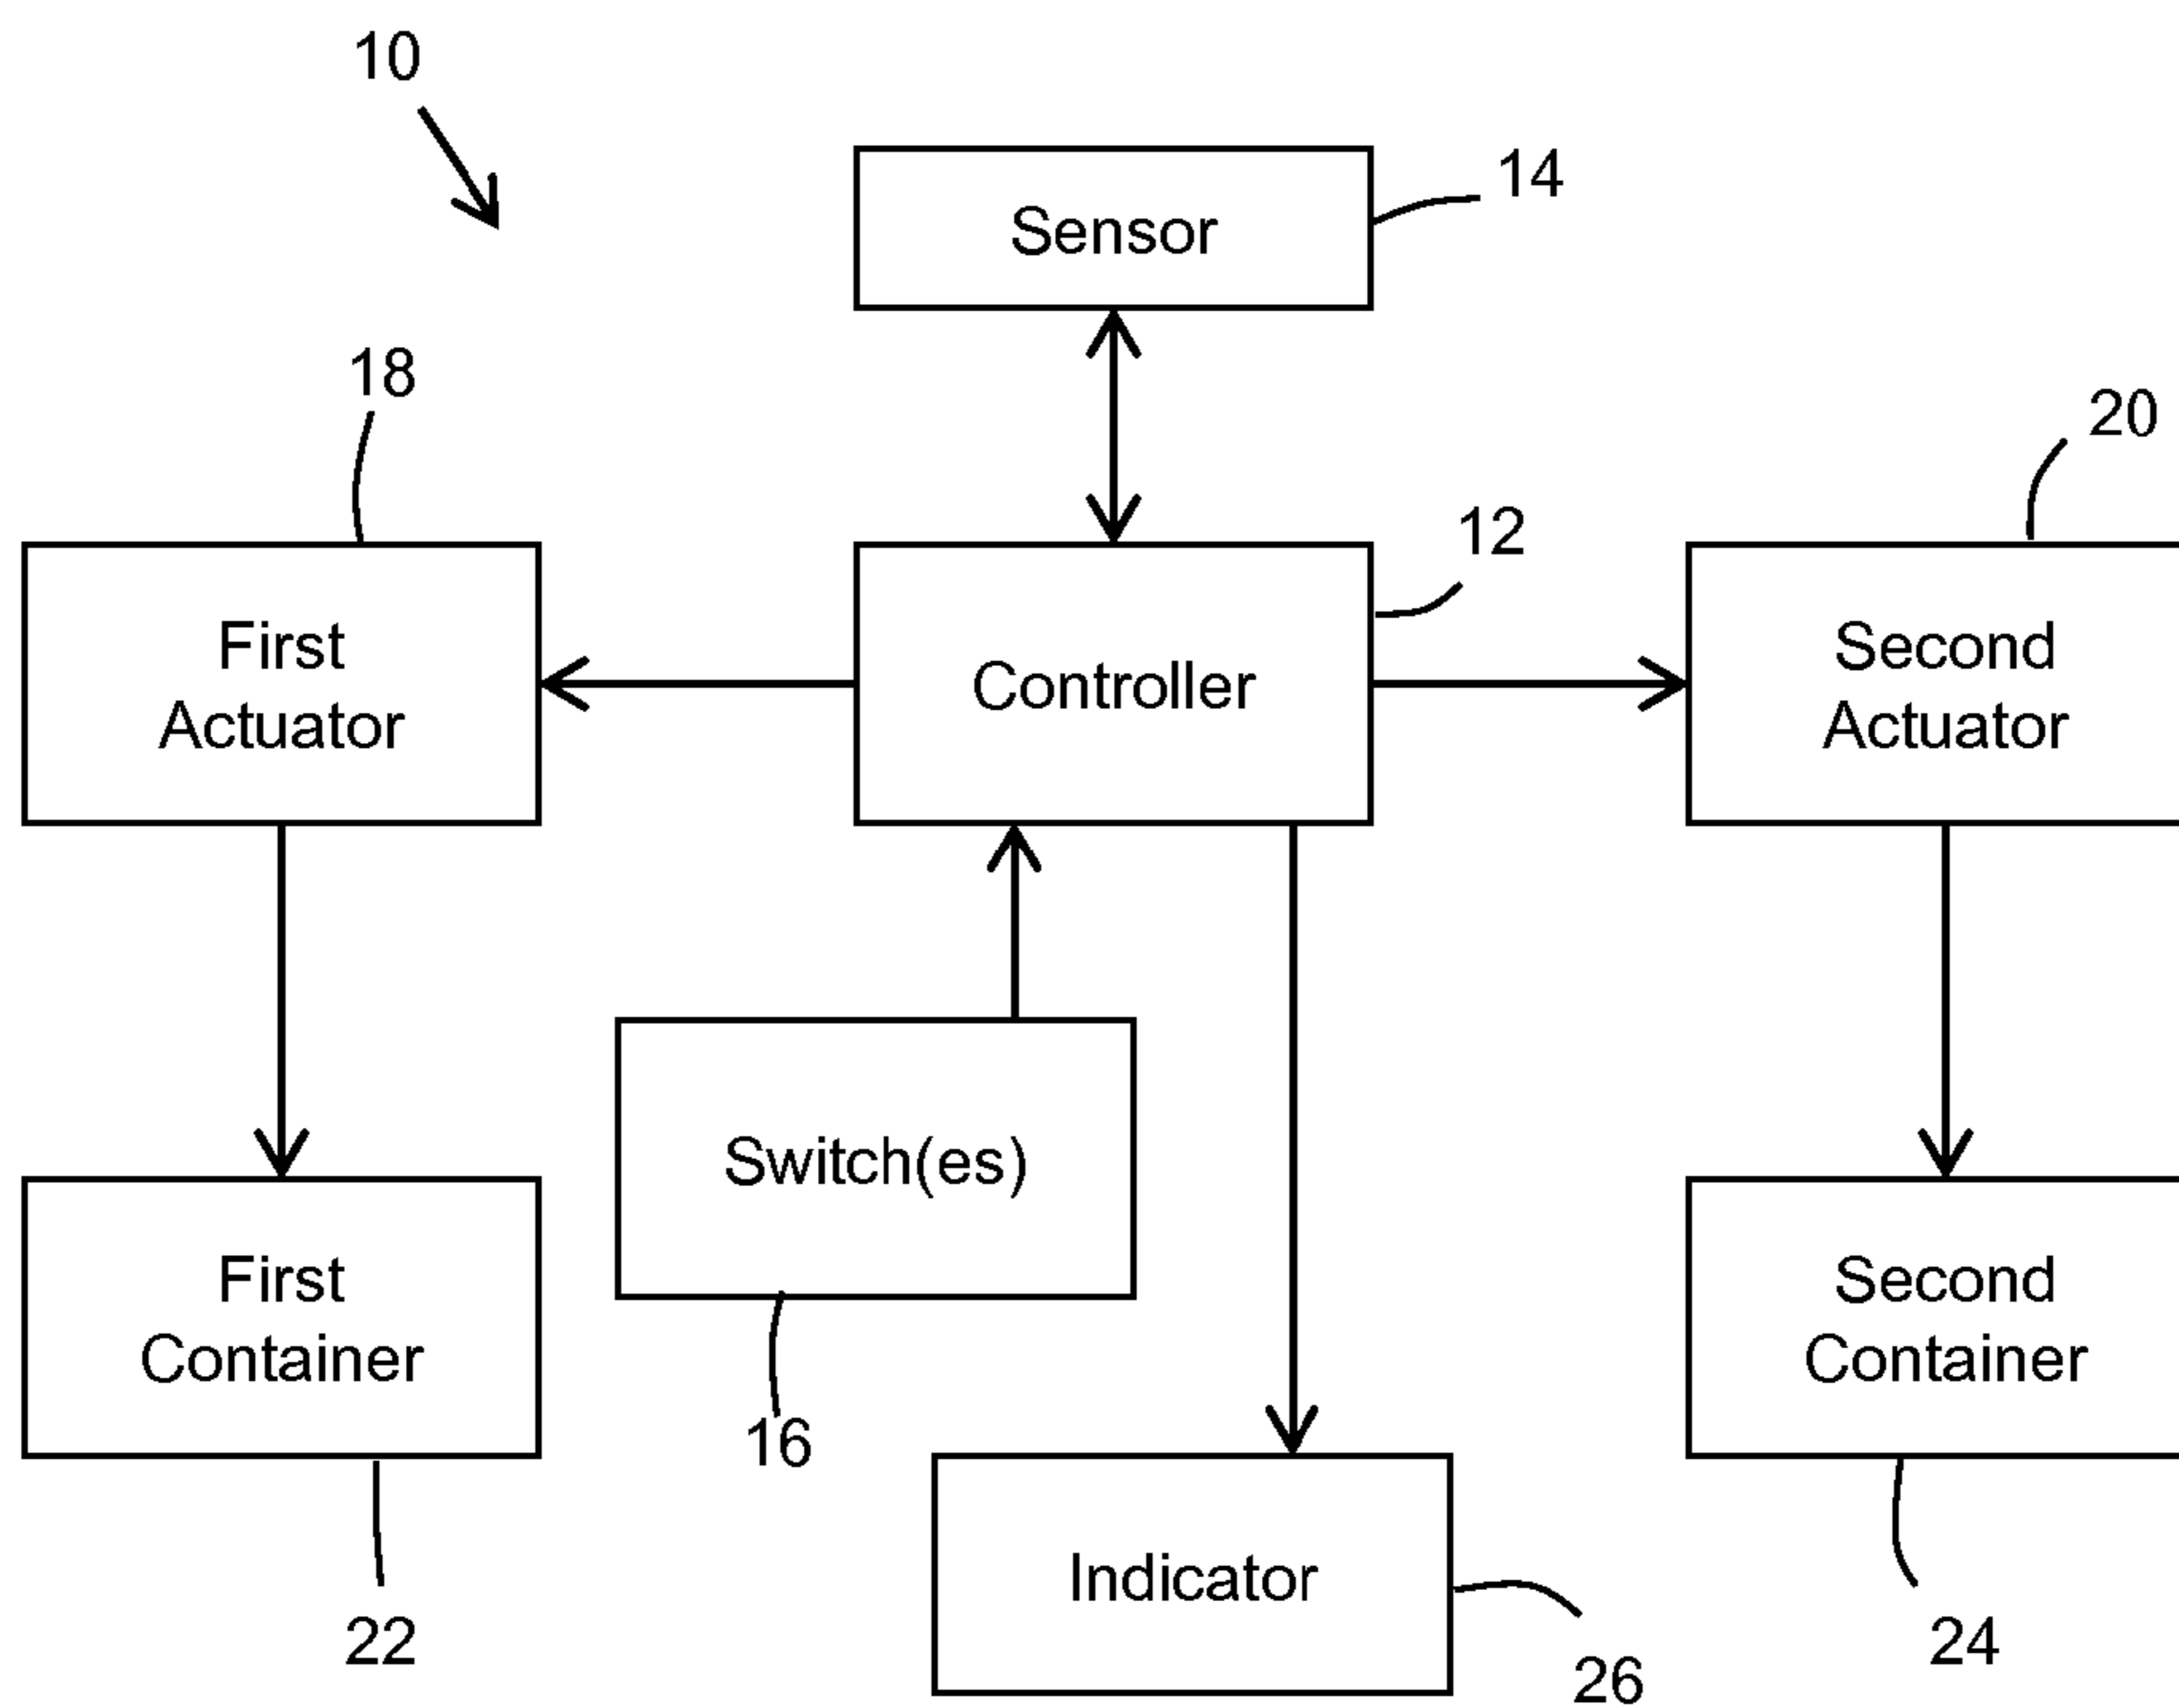 10
Sensor
14
18
20
12
First
Actuator
Controller
Second
Actuator
Switch(es)
First
Container
Second
Container
16
Indicator
22
24
26